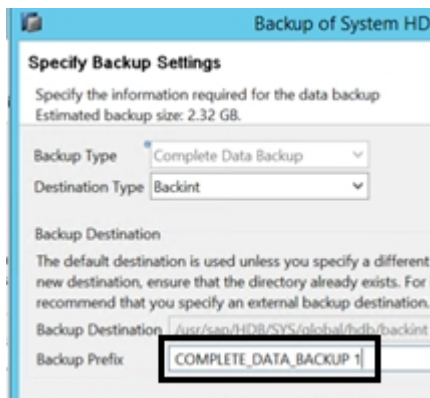 Backup of System HD
Specify Backup Settings
Specify the information required for the data backup
Estimated backup size: 2.32 GB.
Backup Type Complete Data Backup
Destination Type Backint
Backup Destination
The default destination is used unless you specify a different
new destination, ensure that the directory already exists. For
recommend that you specify an external backup destination.
Backup Destination /usr/sap/HDB/SYS/global/hdb/backint
Backup Prefix COMPLETE_DATA_BACKUP 1